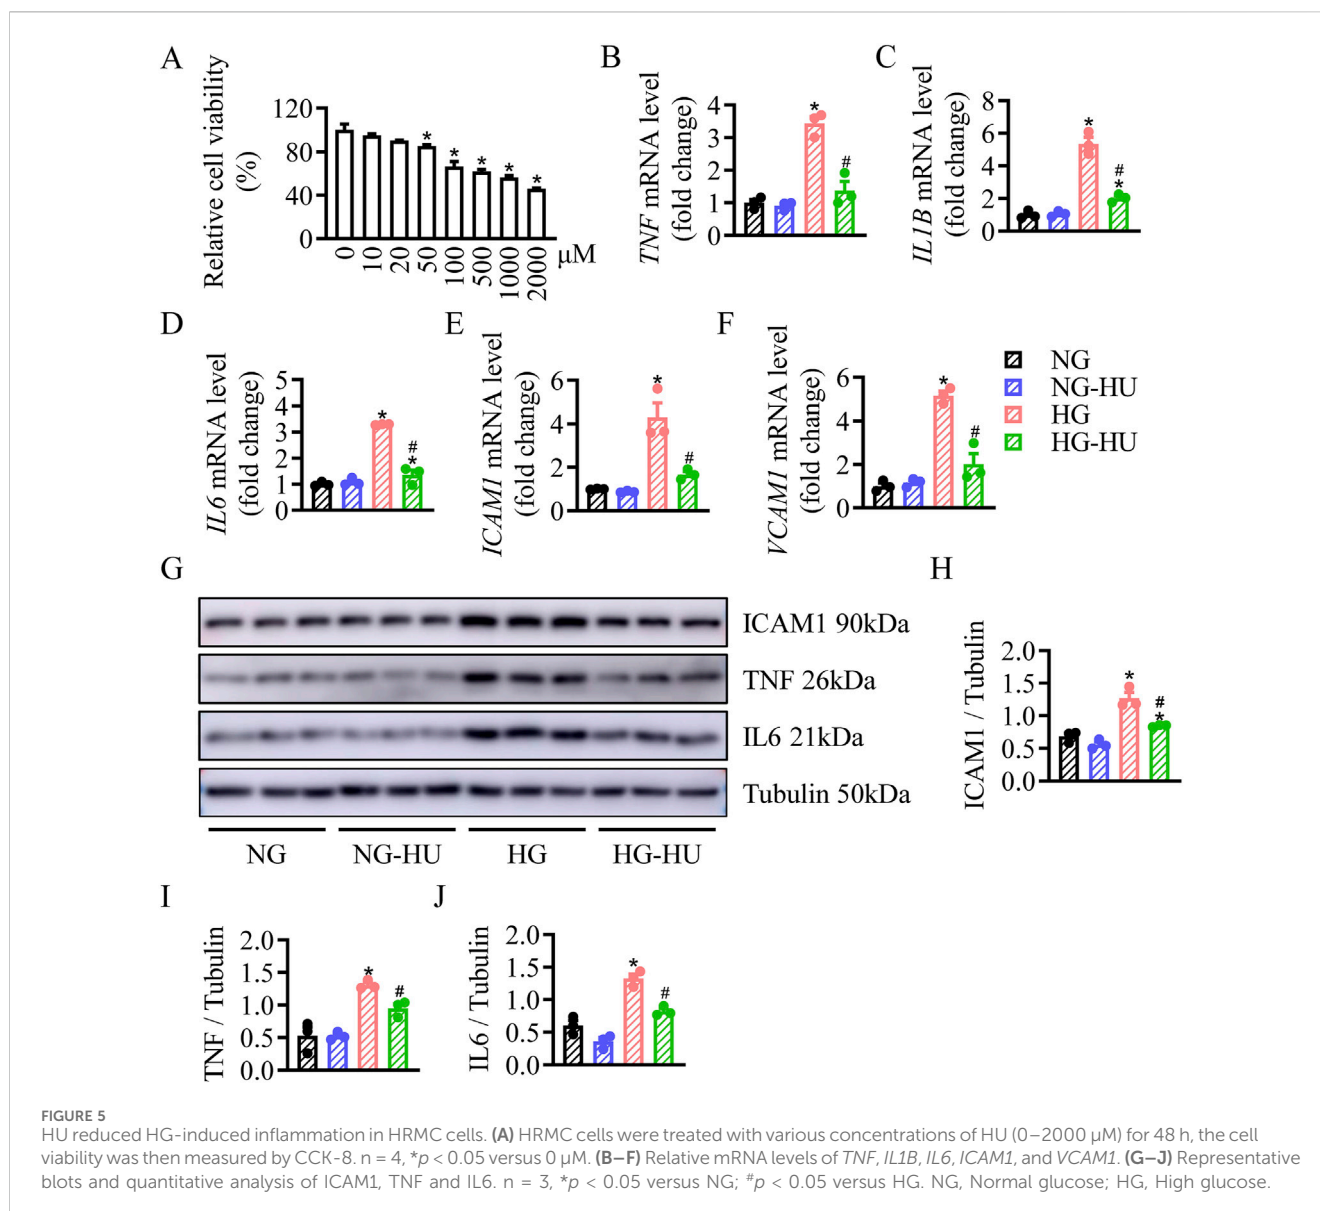 A
Relative cell viability
(%)
120
80
40
0
0
10
20
50
100
500
1000
2000
μM
*
*
*
*
*
B
TNF mRNA level
(fold change)
4
3
2
1
0
*
#
C
IL1B mRNA level
(fold change)
8
6
4
2
0
*
#
*
D
IL6 mRNA level
(fold change)
5
4
3
2
1
0
*
#
*
E
ICAM1 mRNA level
(fold change)
6
4
2
0
*
#
F
VCAM1 mRNA level
(fold change)
6
4
2
0
*
#
NG
NG-HU
HG
HG-HU
G
ICAM1 90kDa
TNF 26kDa
IL6 21kDa
Tubulin 50kDa
NG
NG-HU
HG
HG-HU
H
ICAM1 / Tubulin
2.0
1.5
1.0
0.5
0.0
*
#
*
I
TNF / Tubulin
2.0
1.5
1.0
0.5
0.0
*
#
J
IL6 / Tubulin
2.0
1.5
1.0
0.5
0.0
*
#
FIGURE 5
HU reduced HG-induced inflammation in HRMC cells. (A) HRMC cells were treated with various concentrations of HU (0–2000 μM) for 48 h, the cell
viability was then measured by CCK-8. n = 4, *p < 0.05 versus 0 μM. (B–F) Relative mRNA levels of TNF, IL1B, IL6, ICAM1, and VCAM1. (G–J) Representative
blots and quantitative analysis of ICAM1, TNF and IL6. n = 3, *p < 0.05 versus NG; #p < 0.05 versus HG. NG, Normal glucose; HG, High glucose.